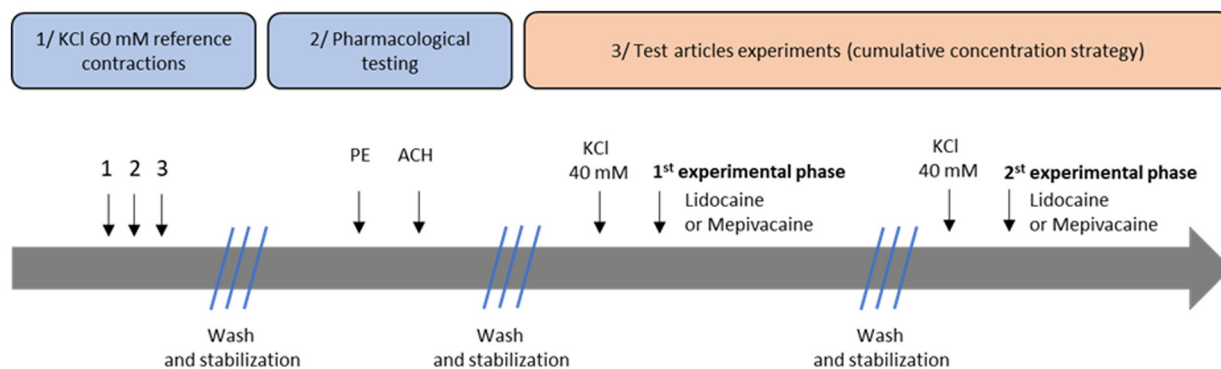 1/ KCl 60 mM reference
contractions
2/ Pharmacological
testing
3/ Test articles experiments (cumulative concentration strategy)
1 2 3
PE ACH
KCl
40 mM
1st experimental phase
Lidocaine
or Mepivacaine
KCl
40 mM
2st experimental phase
Lidocaine
or Mepivacaine
Wash
and stabilization
Wash
and stabilization
Wash
and stabilization